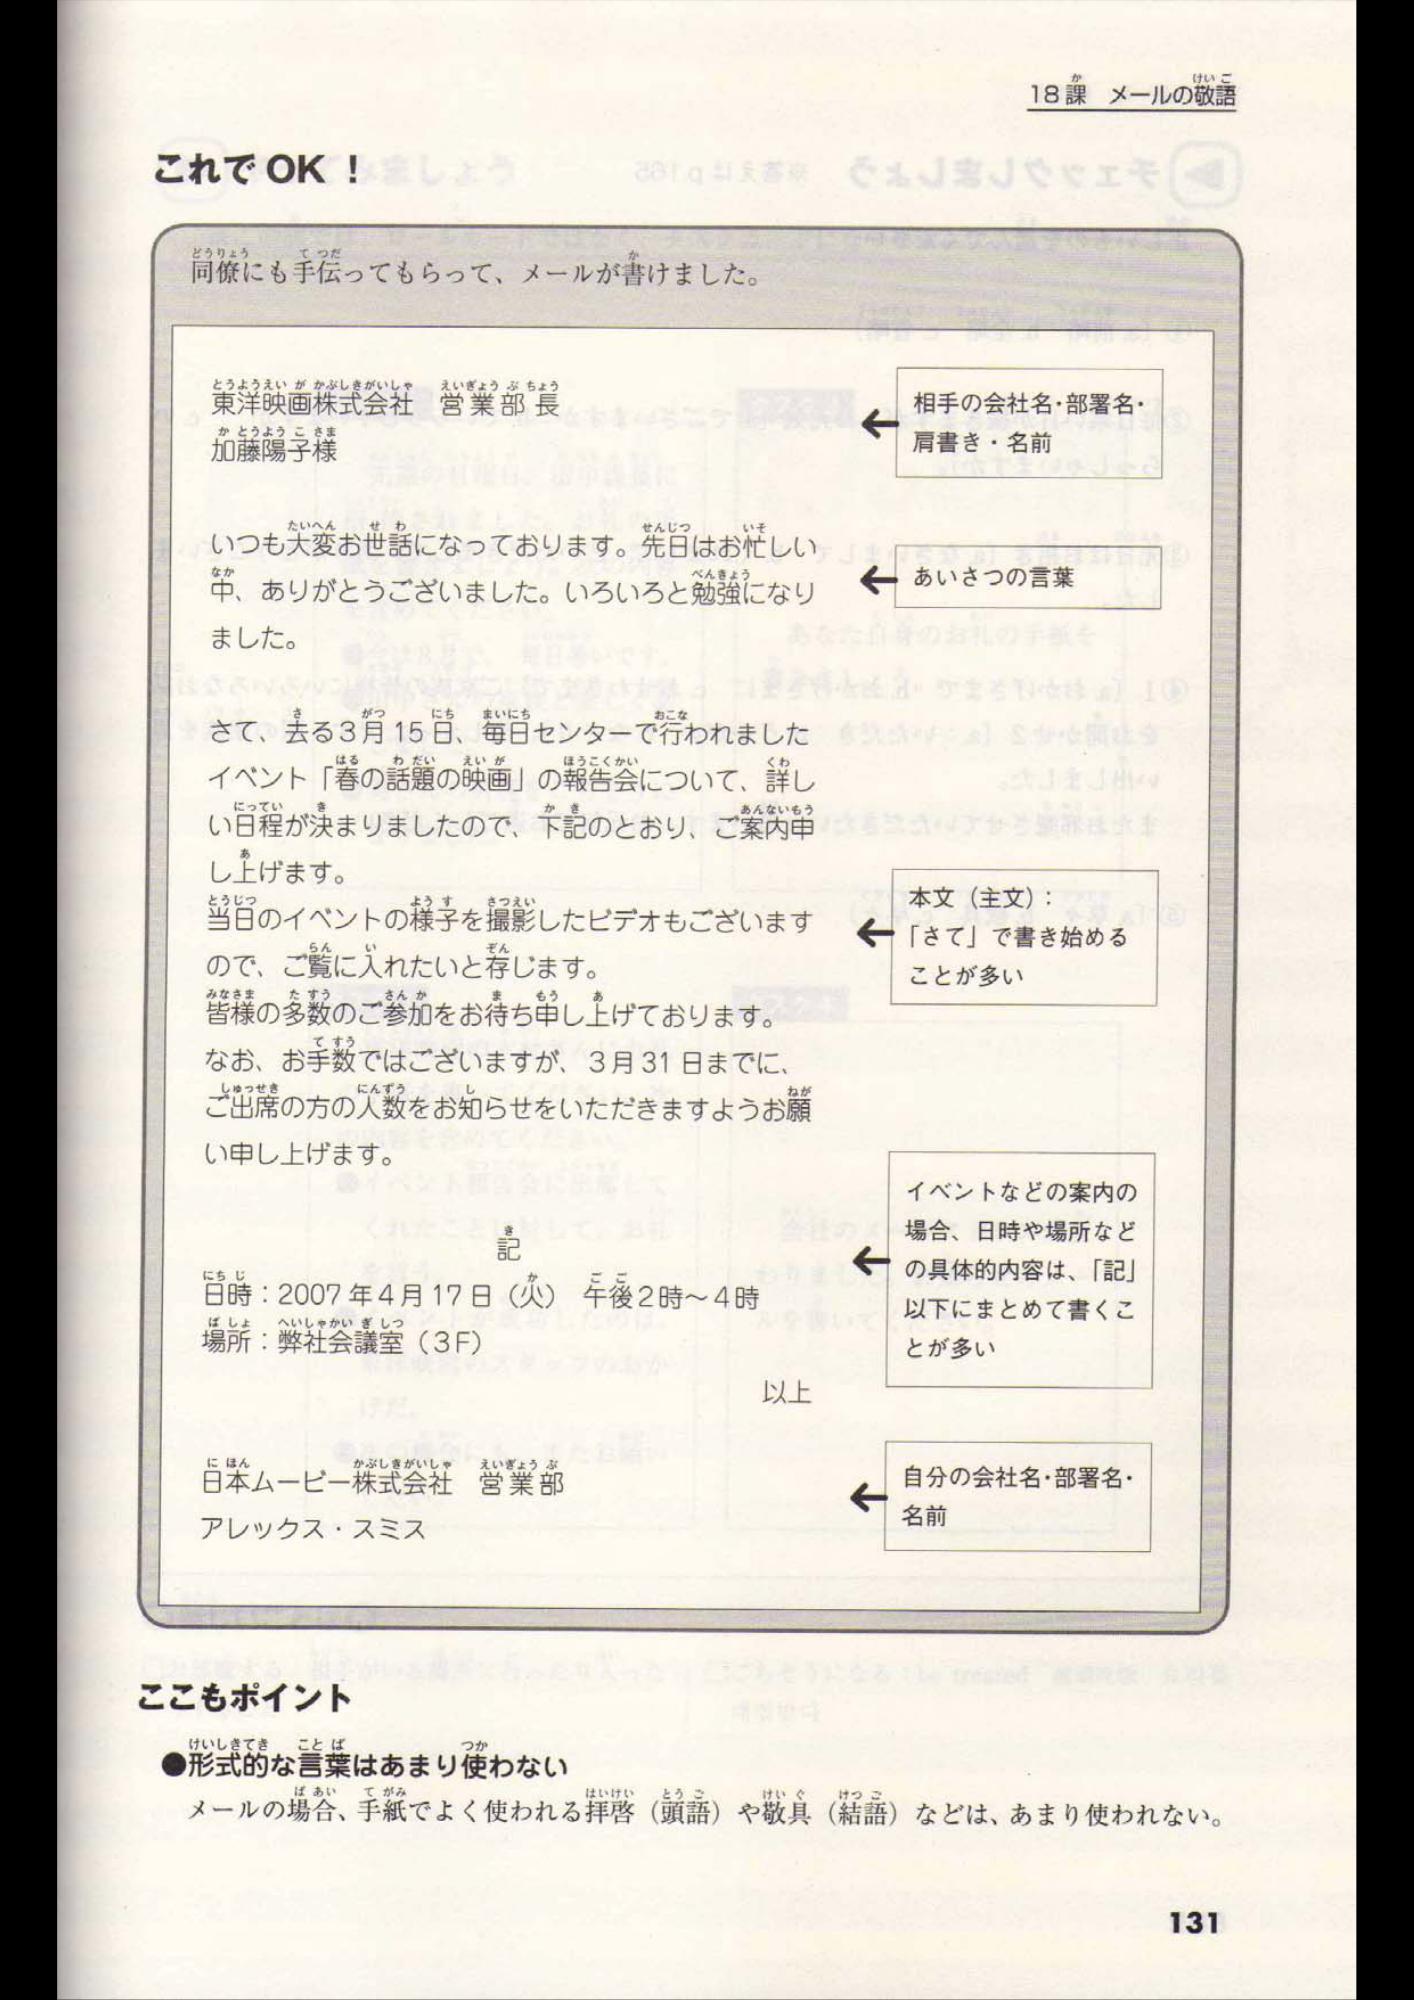 18課　メールの敬語
これでOK！
同僚にも手伝ってもらって、メールが書けました。
東洋映画株式会社　営業部長
加藤陽子様
相手の会社名・部署名・
肩書き・名前
いつも大変お世話になっております。先日はお忙しい
中、ありがとうございました。いろいろと勉強になり
ました。
あいさつの言葉
さて、去る3月15日、毎日センターで行われました
イベント「春の話題の映画」の報告会について、詳し
い日程が決まりましたので、下記のとおり、ご案内申
し上げます。
当日のイベントの様子を撮影したビデオもございます
ので、ご覧に入れたいと存じます。
皆様の多数のご参加をお待ち申し上げております。
なお、お手数ではございますが、3月31日までに、
ご出席の方の人数をお知らせをいただきますようお願
い申し上げます。
本文（主文）：
「さて」で書き始める
ことが多い
記
日時：2007年4月17日（火）　午後2時～4時
場所：弊社会議室（3F）
以上
イベントなどの案内の
場合、日時や場所など
の具体的内容は、「記」
以下にまとめて書くこ
とが多い
日本ムービー株式会社　営業部
アレックス・スミス
自分の会社名・部署名・
名前
ここもポイント
●形式的な言葉はあまり使わない
メールの場合、手紙でよく使われる拝啓（頭語）や敬具（結語）などは、あまり使われない。
131